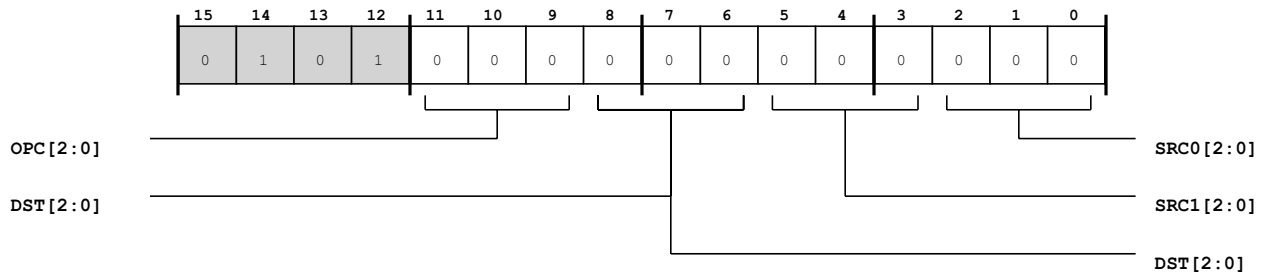 15 14 13 12 11 10 9 8 7 6 5 4 3 2 1 0
0 1 0 1 0 0 0 0 0 0 0 0 0 0 0 0
OPC[2:0] SRC0[2:0]
DST[2:0] SRC1[2:0]
DST[2:0]